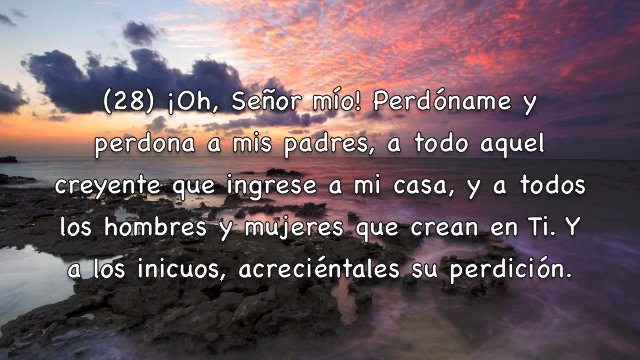 (28) ¡Oh, Señor mío! Perdóname y
perdona a mis padres, a todo aquel
creyente que ingrese a mi casa, y a todos
los hombres y mujeres que crean en Ti. Y
a los inicuos, acreciéntales su perdición.